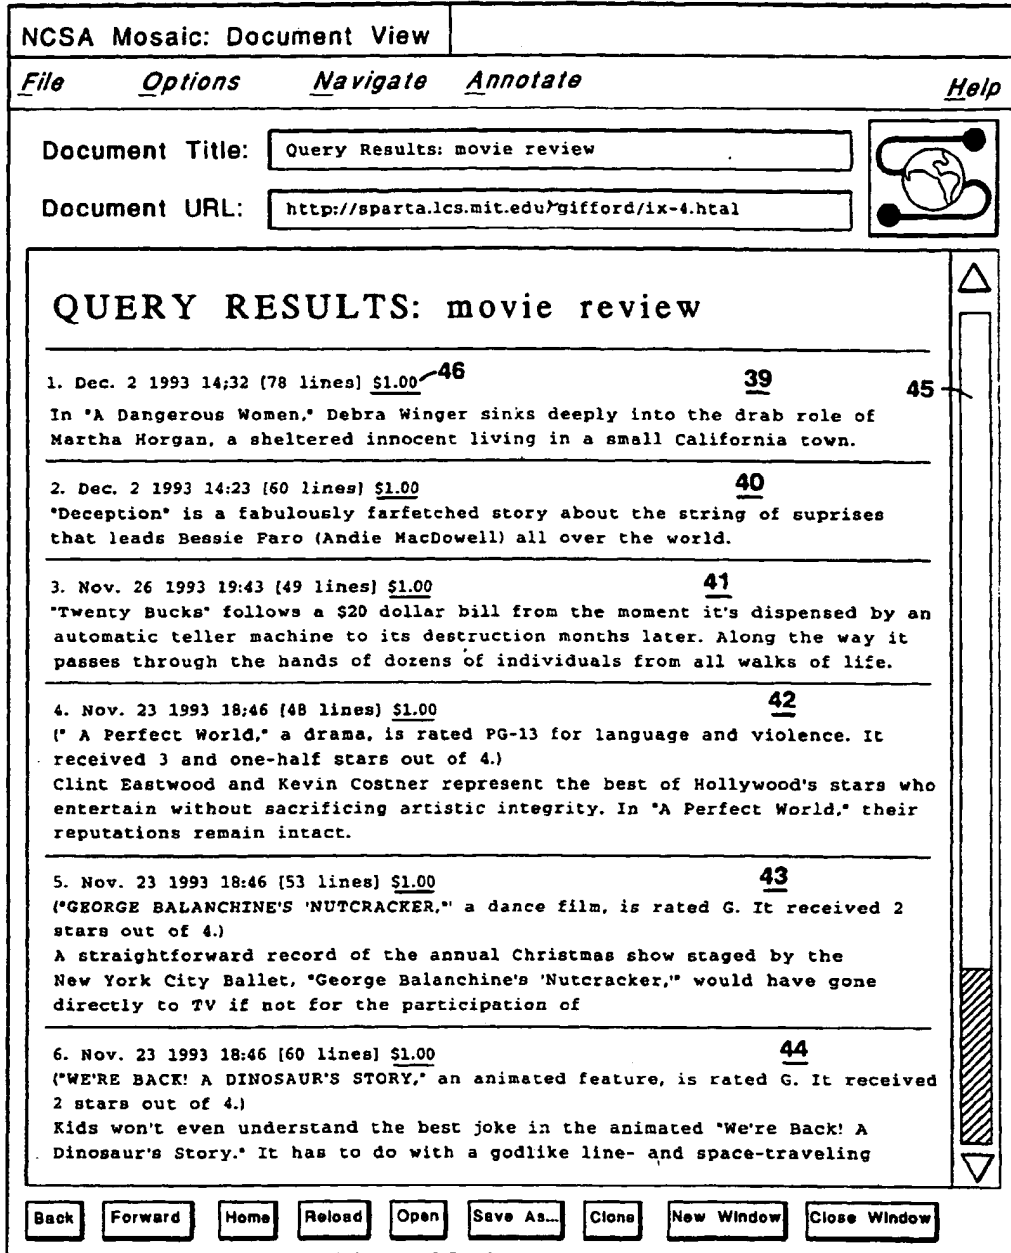 NCSA Mosaic: Document View
File Options Navigate Annotate Help
Document Title: Query Results: movie review
Document URL: http://sparta.lcs.mit.edu/~gifford/ix-4.htal
QUERY RESULTS: movie review
1. Dec. 2 1993 14;32 [78 lines] $1.00 46 39 45
In "A Dangerous Women," Debra Winger sinks deeply into the drab role of
Martha Horgan, a sheltered innocent living in a small California town.
2. Dec. 2 1993 14:23 [60 lines] $1.00 40
"Deception" is a fabulously farfetched story about the string of suprises
that leads Bessie Faro (Andie MacDowell) all over the world.
3. Nov. 26 1993 19:43 [49 lines] $1.00 41
"Twenty Bucks" follows a $20 dollar bill from the moment it's dispensed by an
automatic teller machine to its destruction months later. Along the way it
passes through the hands of dozens of individuals from all walks of life.
4. Nov. 23 1993 18;46 [48 lines] $1.00 42
(" A Perfect World," a drama, is rated PG-13 for language and violence. It
received 3 and one-half stars out of 4.)
Clint Eastwood and Kevin Costner represent the best of Hollywood's stars who
entertain without sacrificing artistic integrity. In "A Perfect World," their
reputations remain intact.
5. Nov. 23 1993 18:46 [53 lines] $1.00 43
("GEORGE BALANCHINE'S 'NUTCRACKER,"' a dance film, is rated G. It received 2
stars out of 4.)
A straightforward record of the annual Christmas show staged by the
New York City Ballet, "George Balanchine's 'Nutcracker,'" would have gone
directly to TV if not for the participation of
6. Nov. 23 1993 18:46 [60 lines] $1.00 44
("WE'RE BACK! A DINOSAUR'S STORY," an animated feature, is rated G. It received
2 stars out of 4.)
Kids won't even understand the best joke in the animated "We're Back! A
Dinosaur's Story." It has to do with a godlike line- and space-traveling
Back Forward Home Reload Open Save As... Clone New Window Close Window